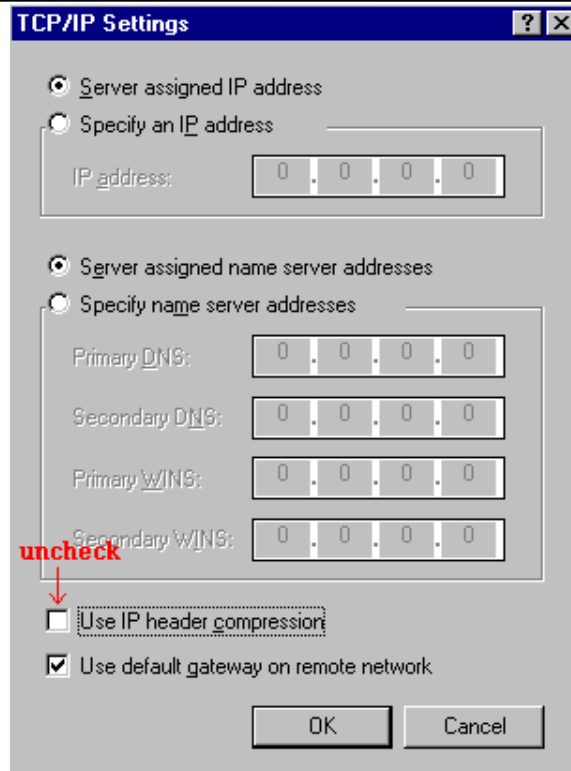 TCP/IP Settings
Server assigned IP address
Specify an IP address
IP address: 0 . 0 . 0 . 0
Server assigned name server addresses
Specify name server addresses
Primary DNS: 0 . 0 . 0 . 0
Secondary DNS: 0 . 0 . 0 . 0
Primary WINS: 0 . 0 . 0 . 0
Secondary WINS: 0 . 0 . 0 . 0
uncheck
Use IP header compression
Use default gateway on remote network
OK Cancel